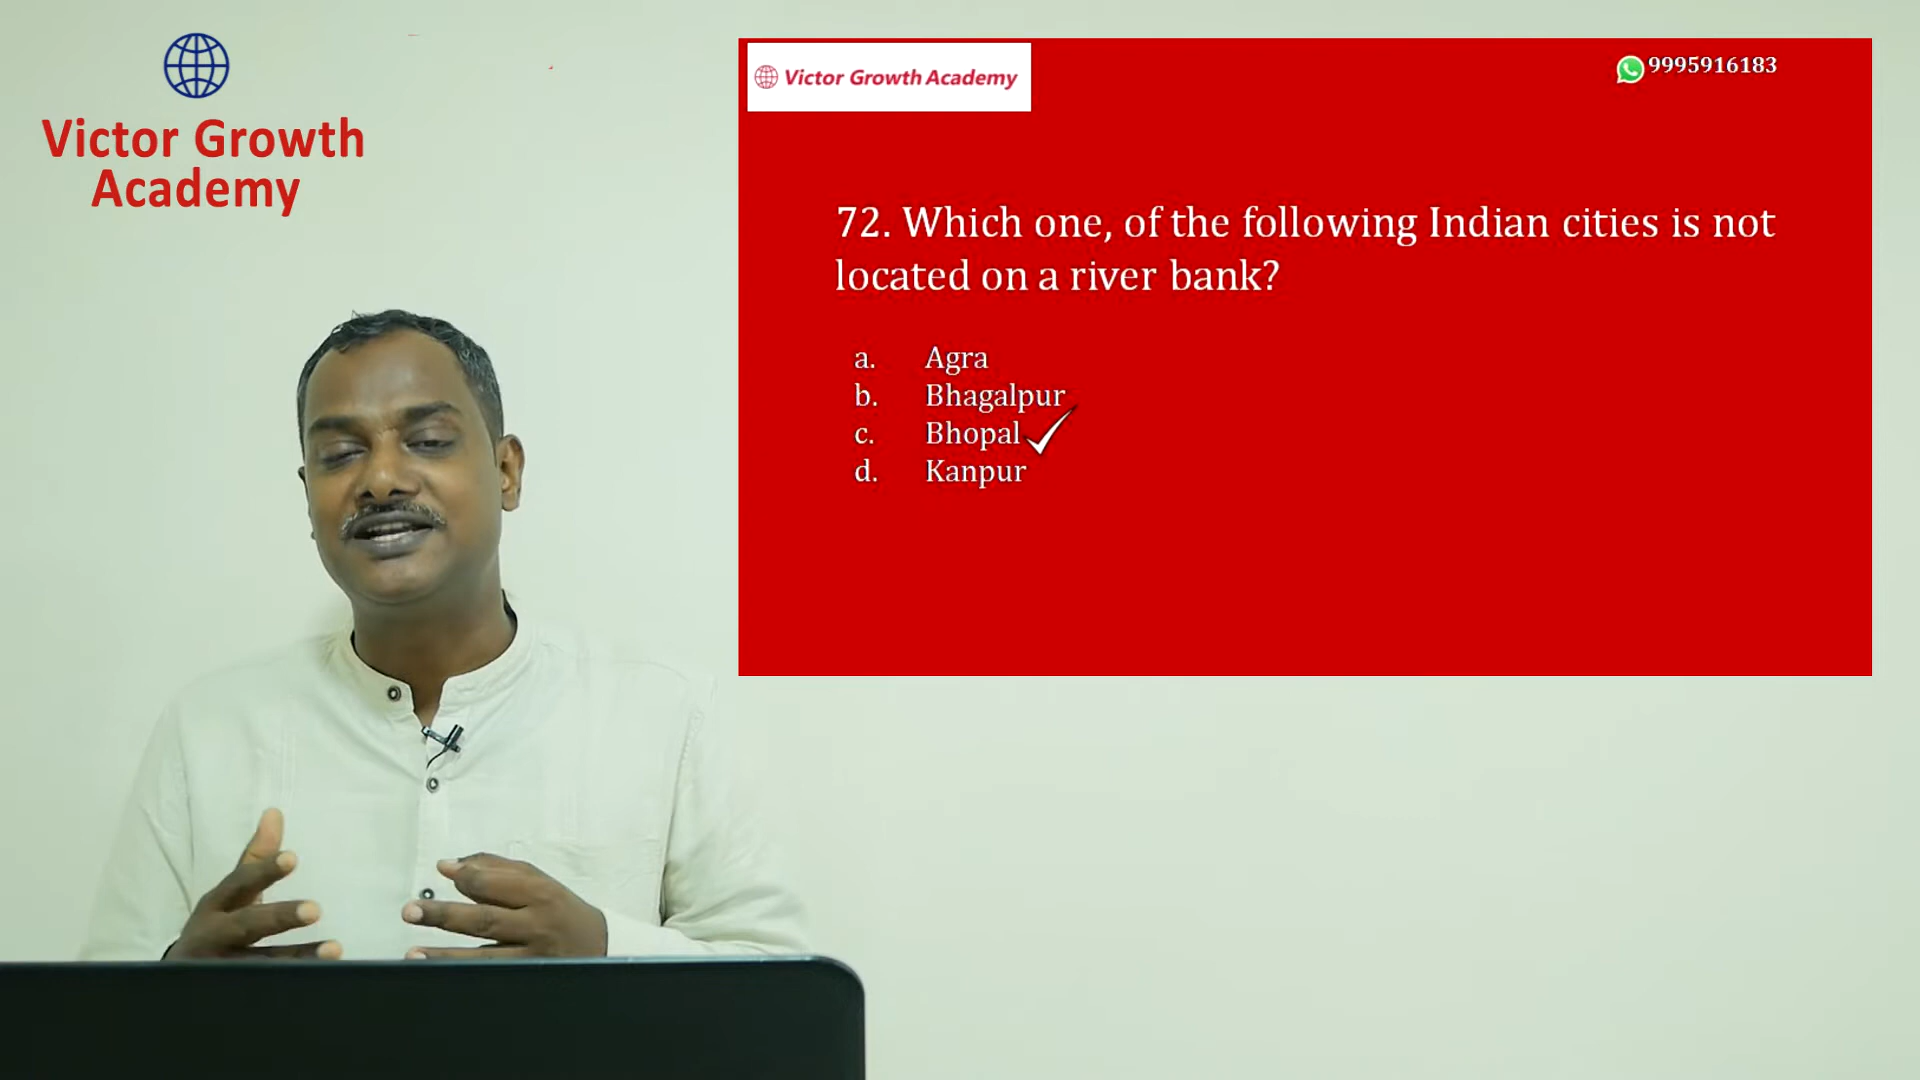 Victor Growth
Academy
Victor Growth Academy
9995916183
72. Which one, of the following Indian cities is not
located on a river bank?
a. Agra
b. Bhagalpur
c. Bhopal
d. Kanpur